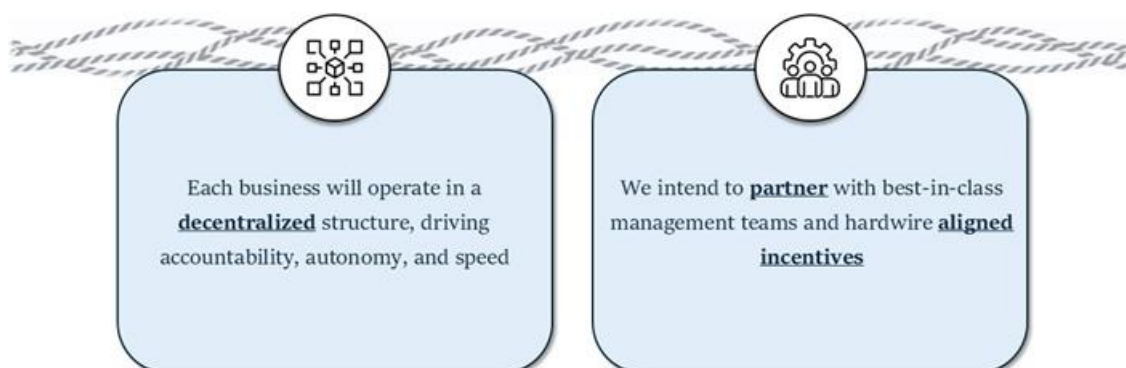 Each business will operate in a
decentralized structure, driving
accountability, autonomy, and speed
We intend to partner with best-in-class
management teams and hardwire aligned
incentives